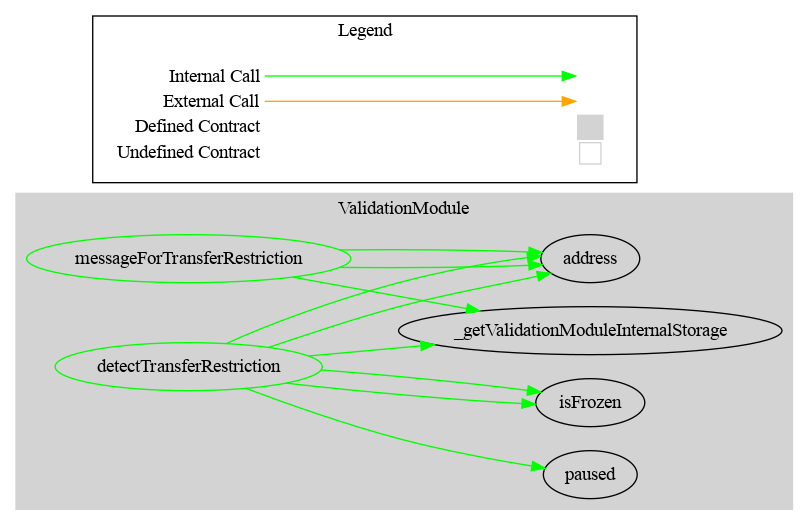 Legend
Internal Call
External Call
Defined Contract
Undefined Contract
ValidationModule
messageForTransferRestriction
address
_getValidationModuleInternalStorage
detectTransferRestriction
isFrozen
paused